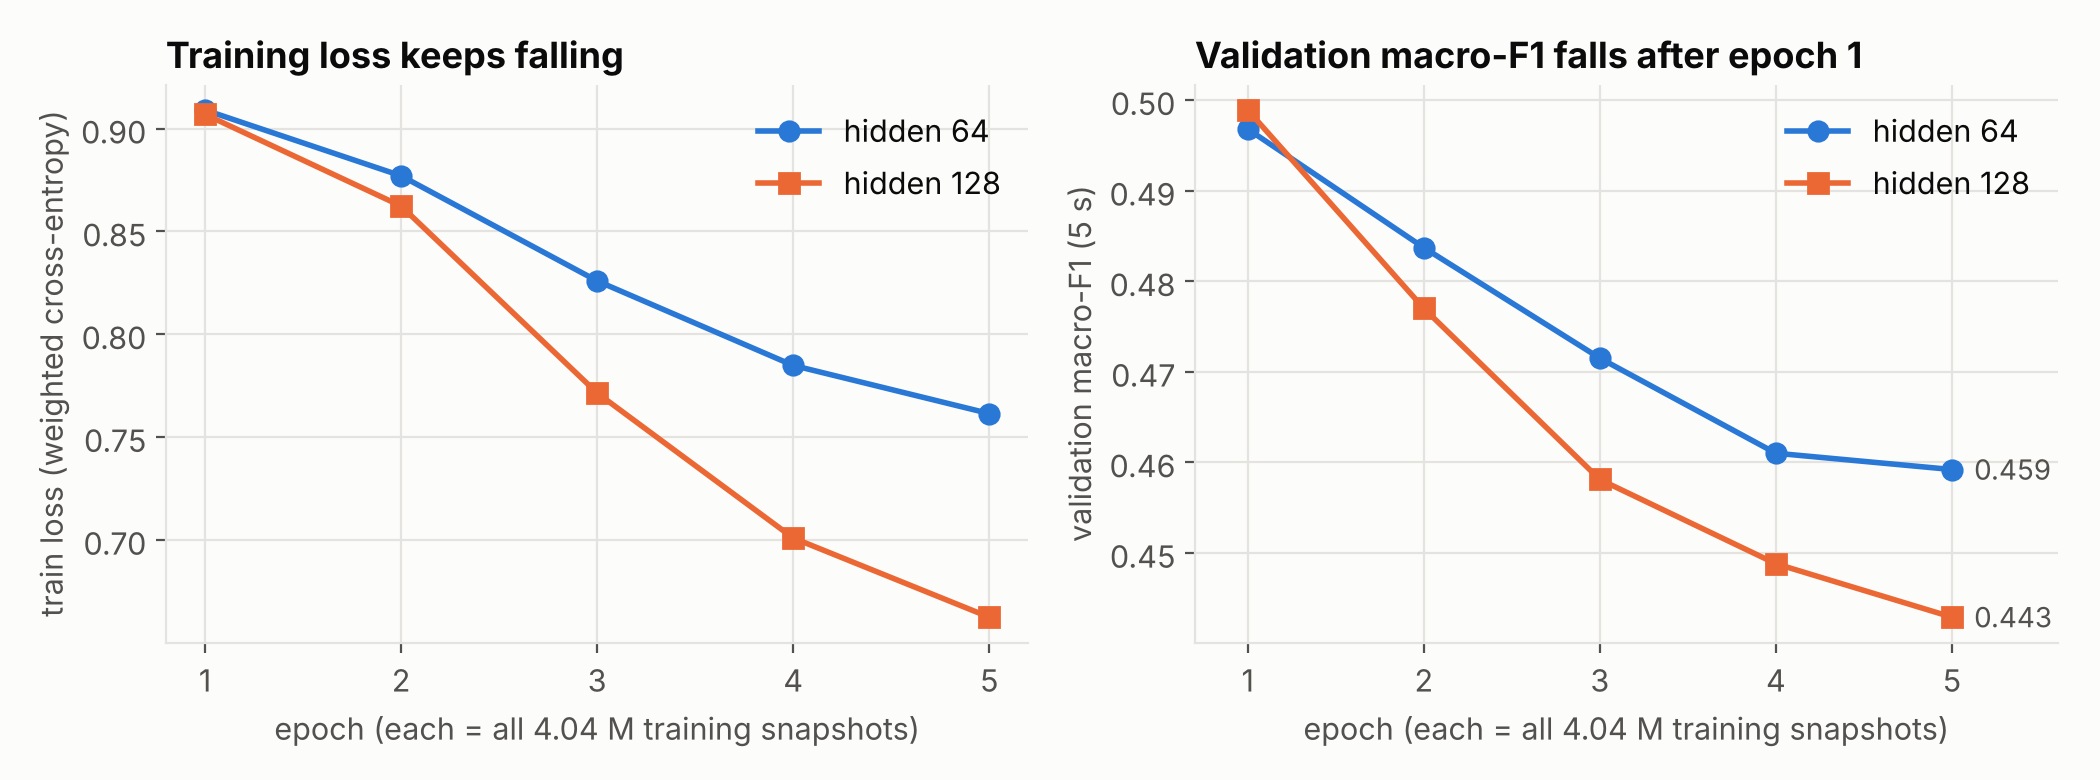 Training loss keeps falling
train loss (weighted cross-entropy)
0.90
0.85
0.80
0.75
0.70
hidden 64
hidden 128
1 2 3 4 5
epoch (each = all 4.04 M training snapshots)
Validation macro-F1 falls after epoch 1
validation macro-F1 (5 s)
0.50
0.49
0.48
0.47
0.46
0.45
hidden 64
hidden 128
0.459
0.443
1 2 3 4 5
epoch (each = all 4.04 M training snapshots)